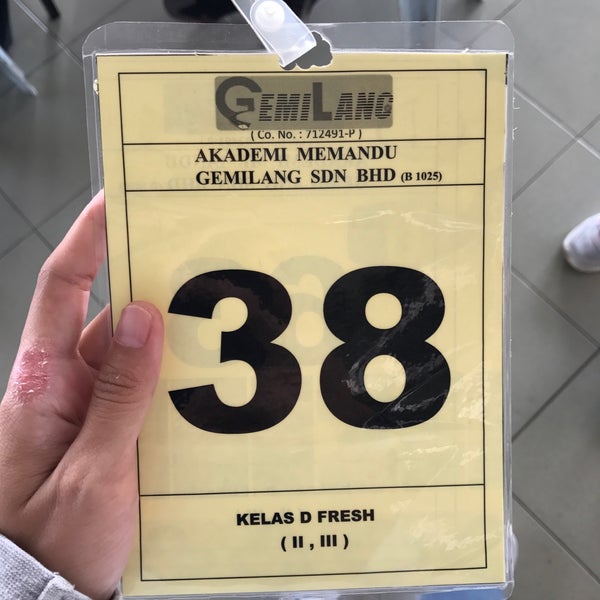 GEMILANG
( Co. No. : 712491-P )
AKADEMI MEMANDU
GEMILANG SDN BHD (B 1025)
38
KELAS D FRESH
( II , III )